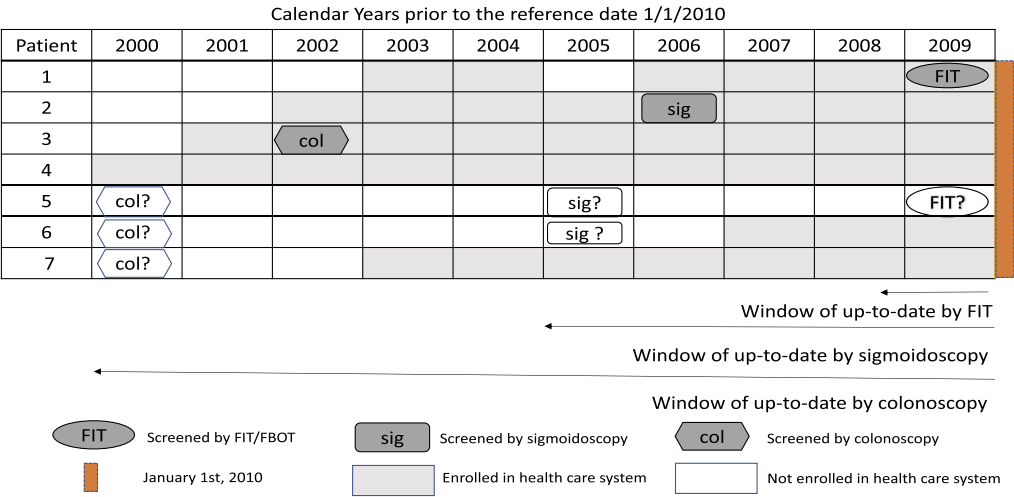 Calendar Years prior to the reference date 1/1/2010
Patient 2000 2001 2002 2003 2004 2005 2006 2007 2008 2009
1 FIT
2 sig
3 col
4
5 col? sig? FIT?
6 col? sig ?
7 col?
Window of up-to-date by FIT
Window of up-to-date by sigmoidoscopy
Window of up-to-date by colonoscopy
FIT Screened by FIT/FBOT sig Screened by sigmoidoscopy col Screened by colonoscopy
January 1st, 2010 Enrolled in health care system Not enrolled in health care system